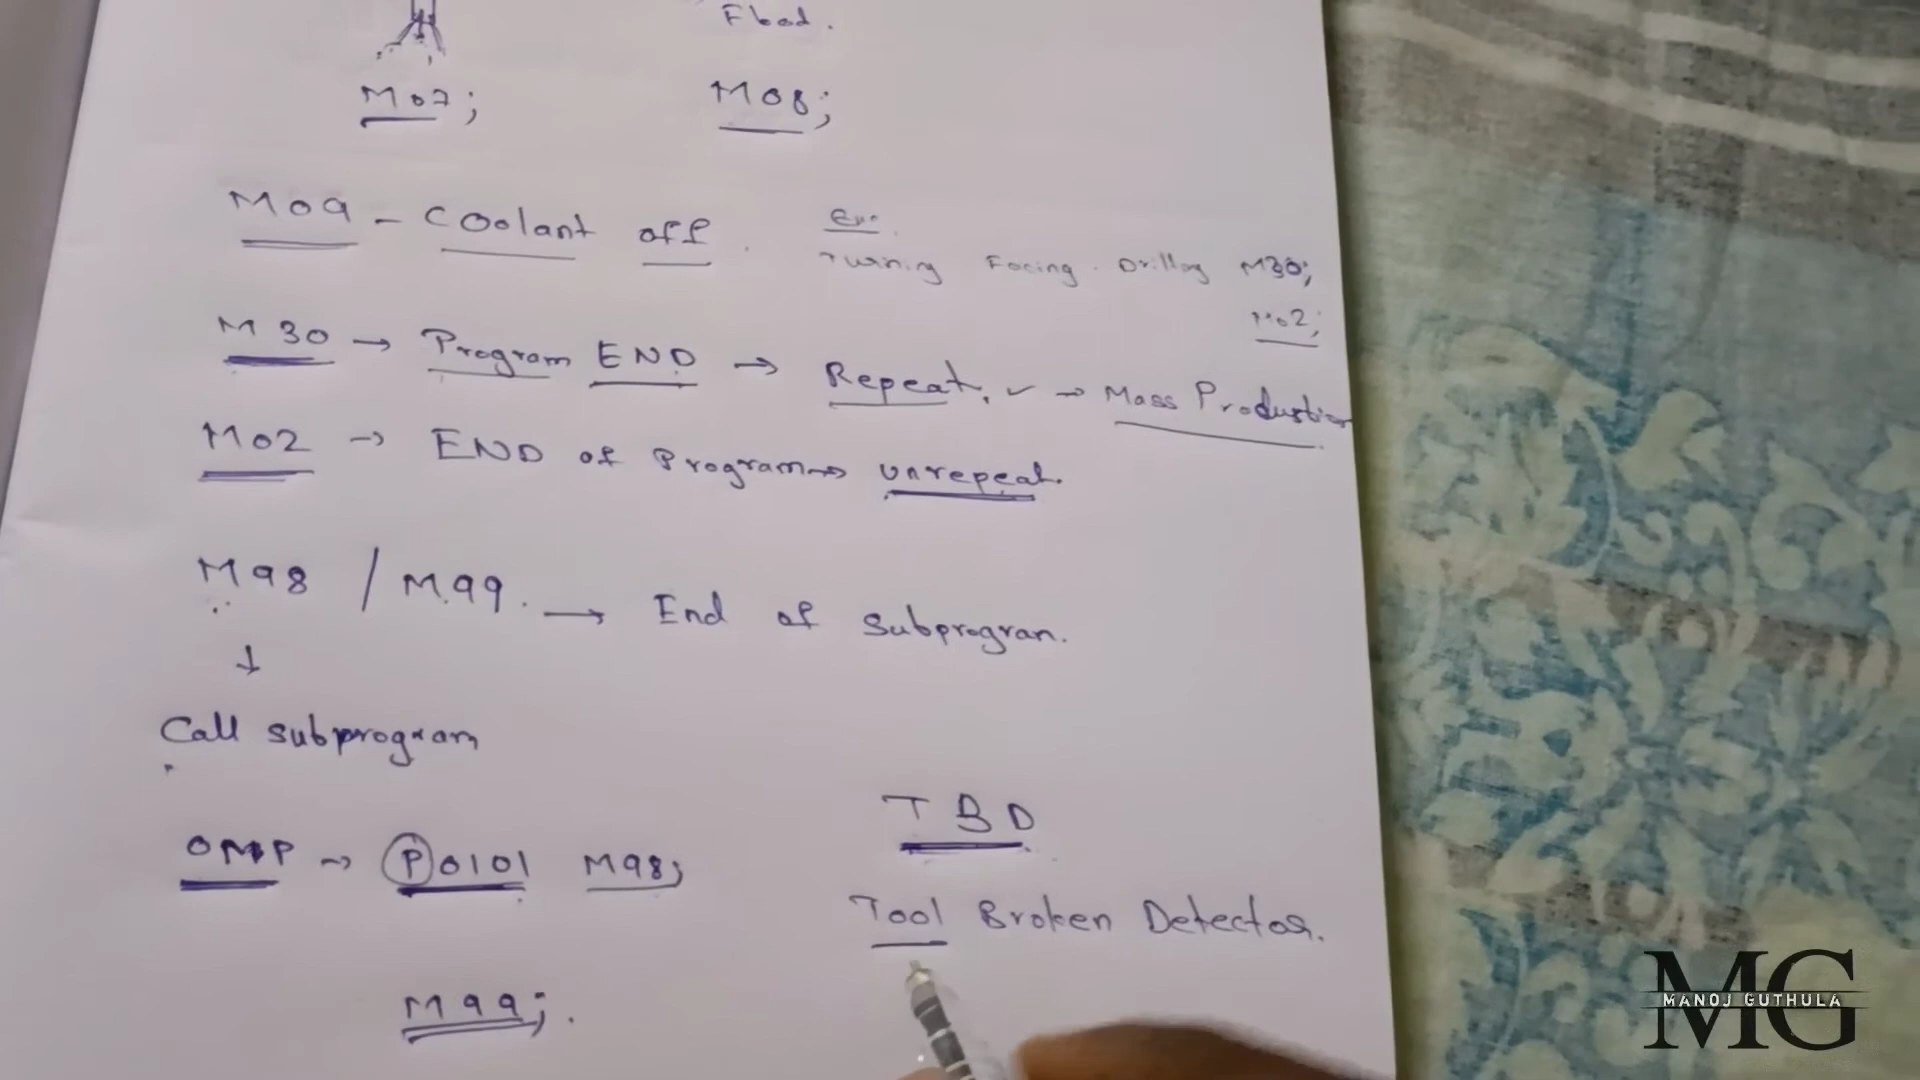 Flood.
M07; M08;
M09 - Coolant off.
Ex:-
Turning Facing. Drilling M30;
M02;
M30 → Program END → Repeat. ✓ → Mass Production
M02 → END of Program → unrepeat.
M98 / M99. → End of Subprogram.
↓
Call subprogram
OMP → P0101 M98;
M99;.
TBD
Tool Broken Detector.
MG
MANOJ GUTHULA